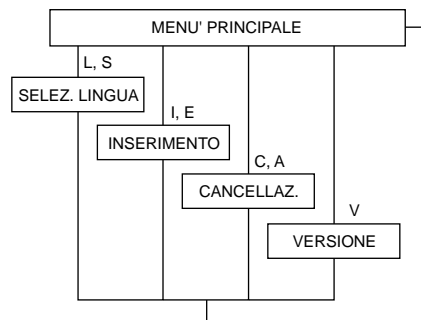 MENU' PRINCIPALE
L, S
SELEZ. LINGUA
I, E
INSERIMENTO
C, A
CANCELLAZ.
V
VERSIONE